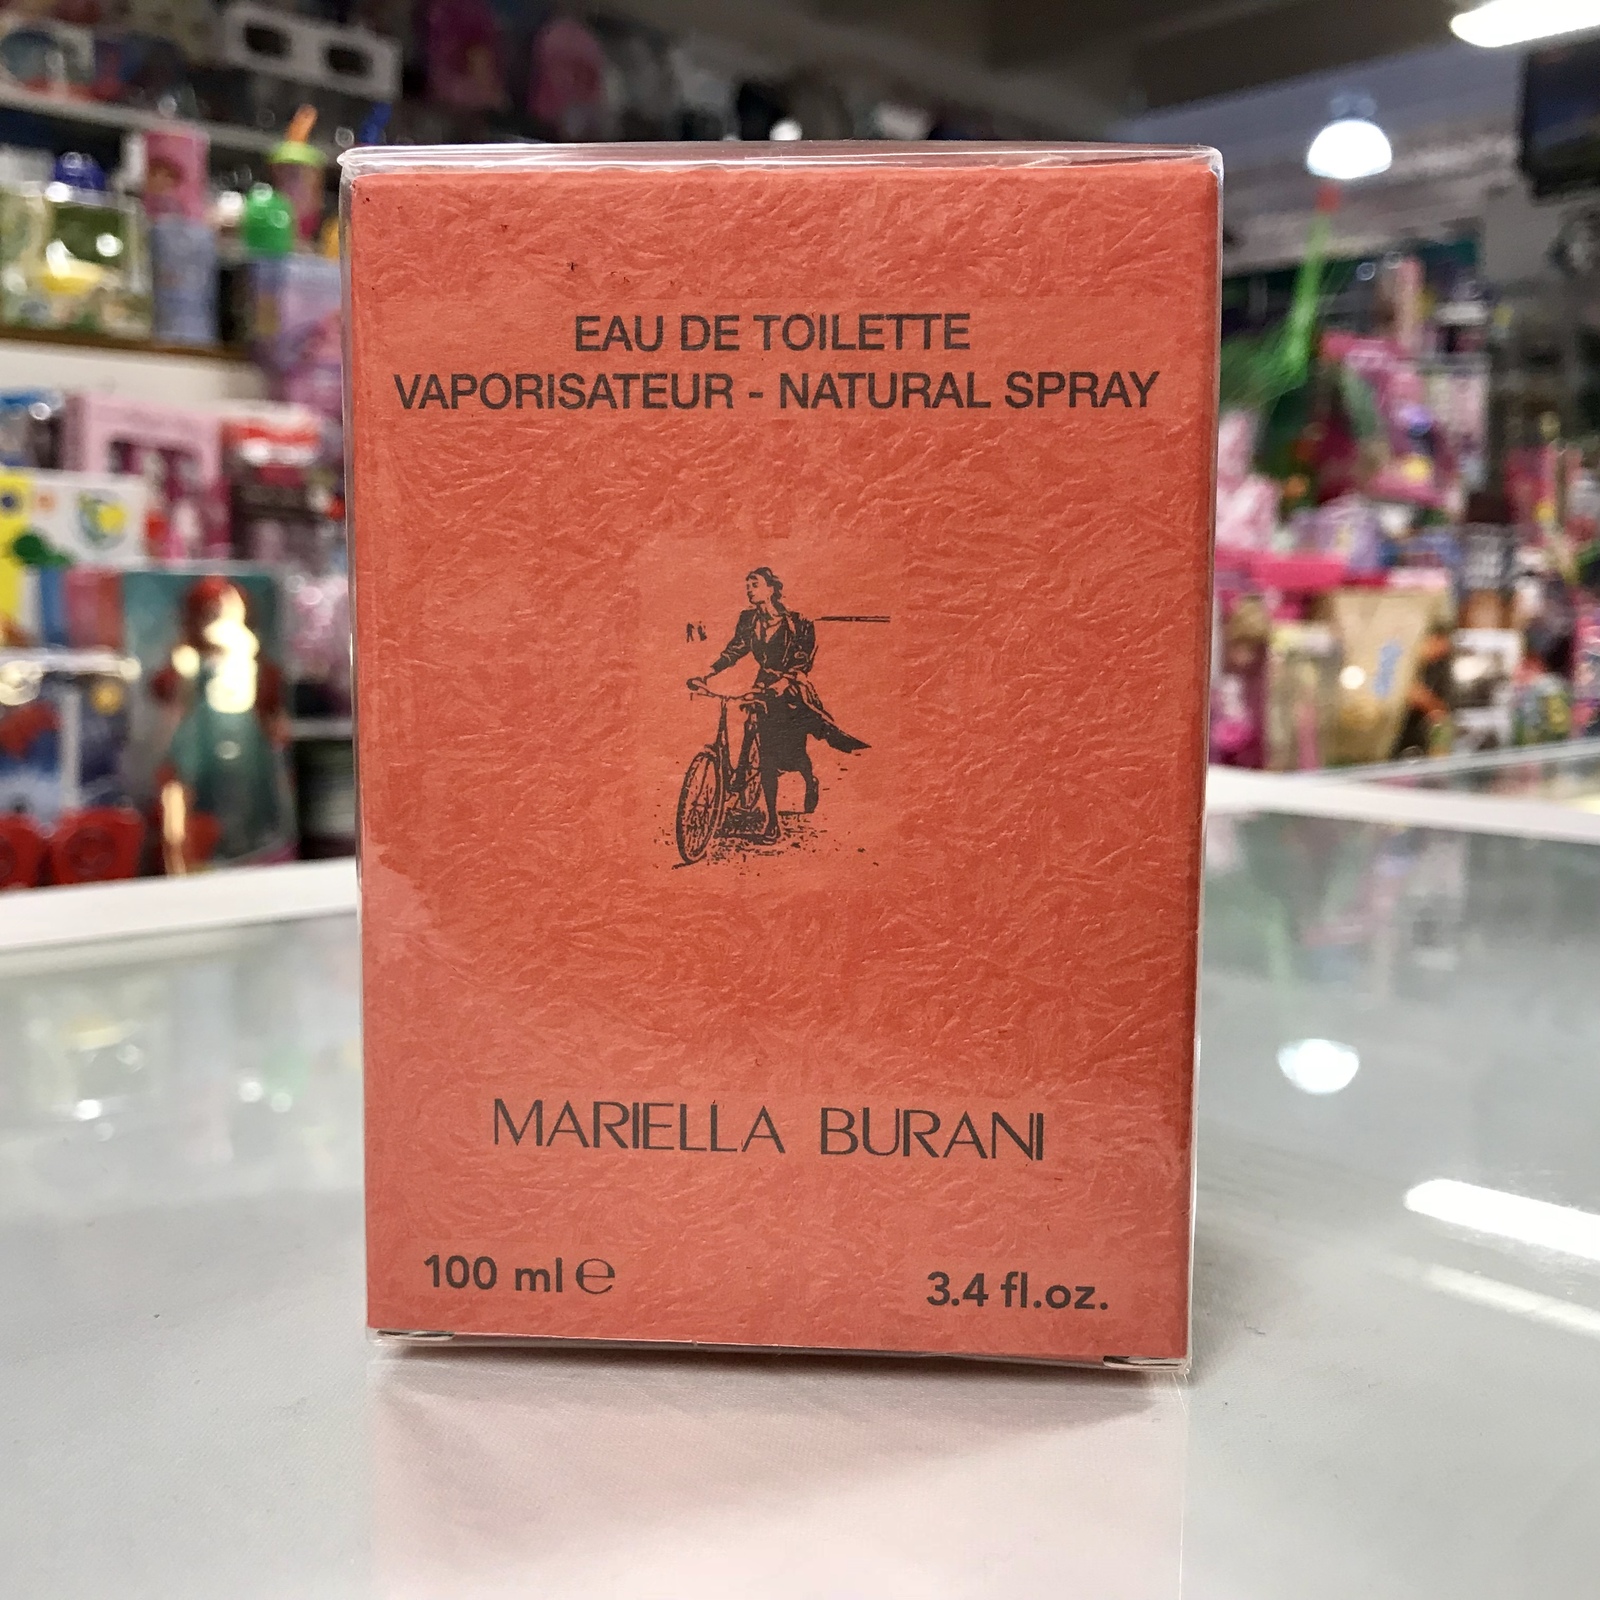 EAU DE TOILETTE
VAPORISATEUR - NATURAL SPRAY
MARIELLA BURANI
100 ml ℮
3.4 fl.oz.